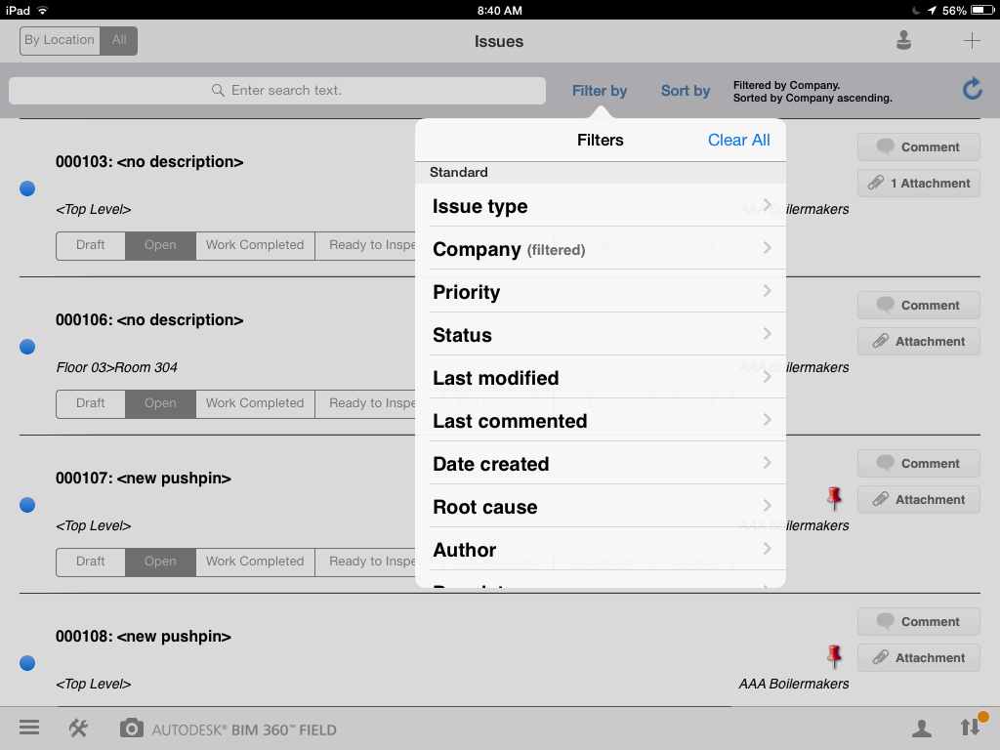 iPad 8:40 AM 56%
By Location All Issues
Enter search text. Filter by Sort by Filtered by Company.
Sorted by Company ascending.
Filters Clear All
Standard
Issue type
Company (filtered)
Priority
Status
Last modified
Last commented
Date created
Root cause
Author
000103: <no description>
Comment
1 Attachment
<Top Level> AAA Boilermakers
Draft Open Work Completed Ready to Inspe
000106: <no description>
Comment
Attachment
Floor 03>Room 304 AAA Boilermakers
Draft Open Work Completed Ready to Inspe
000107: <new pushpin>
Comment
Attachment
<Top Level> AAA Boilermakers
Draft Open Work Completed Ready to Inspe
000108: <new pushpin>
Comment
Attachment
<Top Level> AAA Boilermakers
AUTODESK® BIM 360™ FIELD